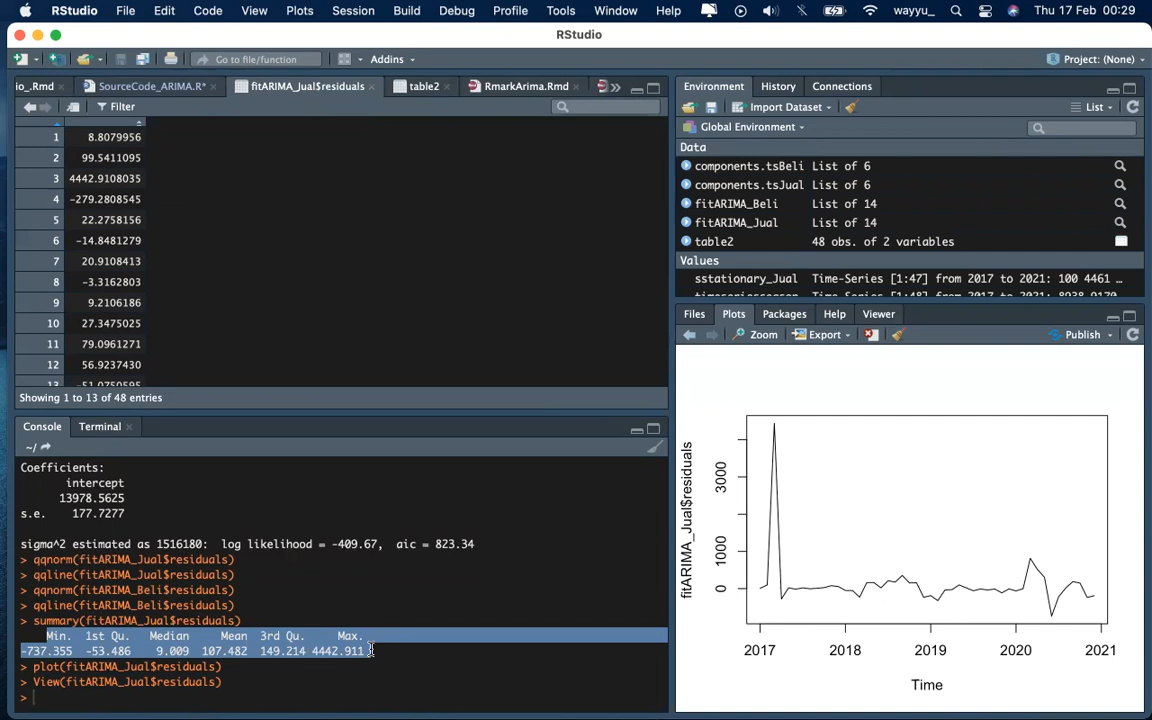 RStudio File Edit Code View Plots Session Build Debug Profile Tools Window Help wayyu_ Thu 17 Feb 00:29
RStudio
Go to file/function Addins Project: (None)
io_.Rmd SourceCode_ARIMA.R* fitARIMA_Jual$residuals table2 RmarkArima.Rmd
Filter
1 8.8079956
2 99.5411095
3 4442.9108035
4 -279.2808545
5 22.2758156
6 -14.8481279
7 20.9108413
8 -3.3162803
9 9.2106186
10 27.3475025
11 79.0961271
12 56.9237430
13 -51.0750595
Showing 1 to 13 of 48 entries
Console Terminal
~/
Coefficients:
intercept
13978.5625
s.e. 177.7277
sigma^2 estimated as 1516180: log likelihood = -409.67, aic = 823.34
> qqnorm(fitARIMA_Jual$residuals)
> qqline(fitARIMA_Jual$residuals)
> qqnorm(fitARIMA_Beli$residuals)
> qqline(fitARIMA_Beli$residuals)
> summary(fitARIMA_Jual$residuals)
Min. 1st Qu. Median Mean 3rd Qu. Max.
-737.355 -53.486 9.009 107.482 149.214 4442.911
> plot(fitARIMA_Jual$residuals)
> View(fitARIMA_Jual$residuals)
>
Environment History Connections
Import Dataset List
Global Environment
Data
components.tsBeli List of 6
components.tsJual List of 6
fitARIMA_Beli List of 14
fitARIMA_Jual List of 14
table2 48 obs. of 2 variables
Values
sstationary_Jual Time-Series [1:47] from 2017 to 2021: 100 4461 …
Files Plots Packages Help Viewer
Zoom Export Publish
fitARIMA_Jual$residuals
3000
1000
0
2017 2018 2019 2020 2021
Time